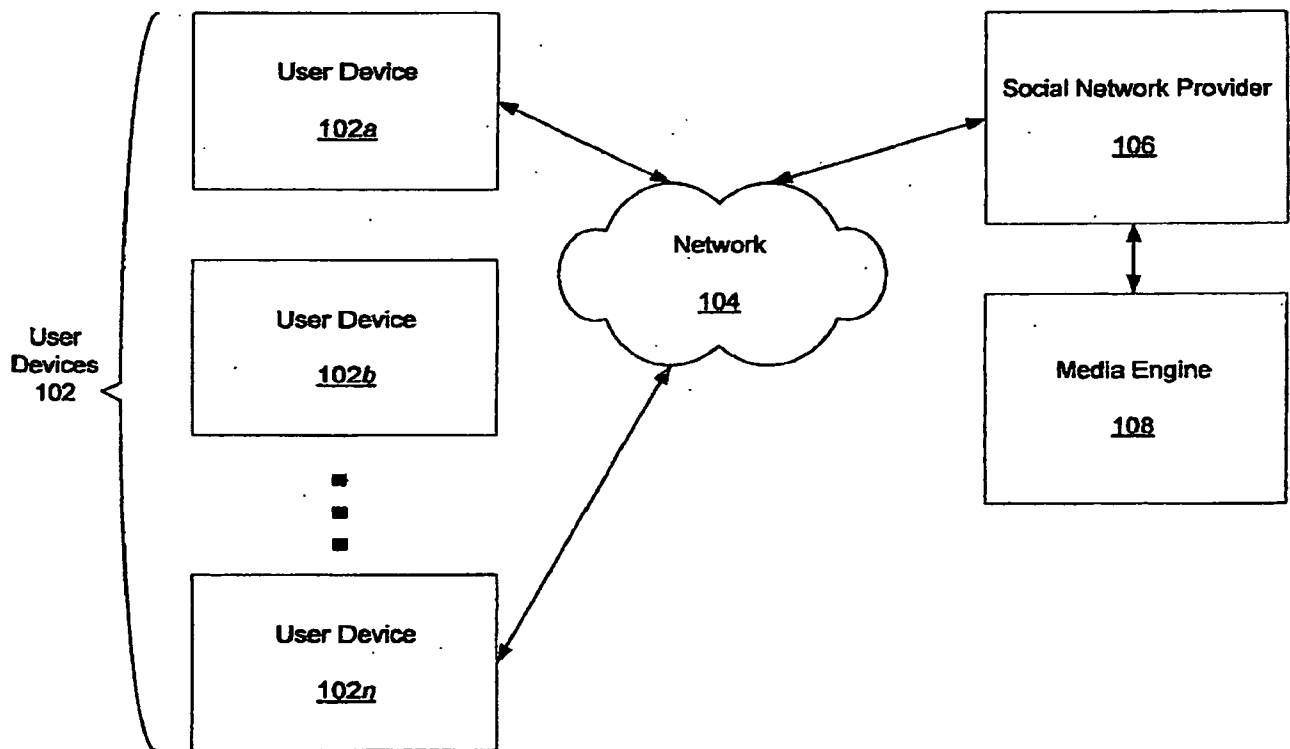 User Device
102a
User Device
102b
User
Devices
102
User Device
102n
Network
104
Social Network Provider
106
Media Engine
108